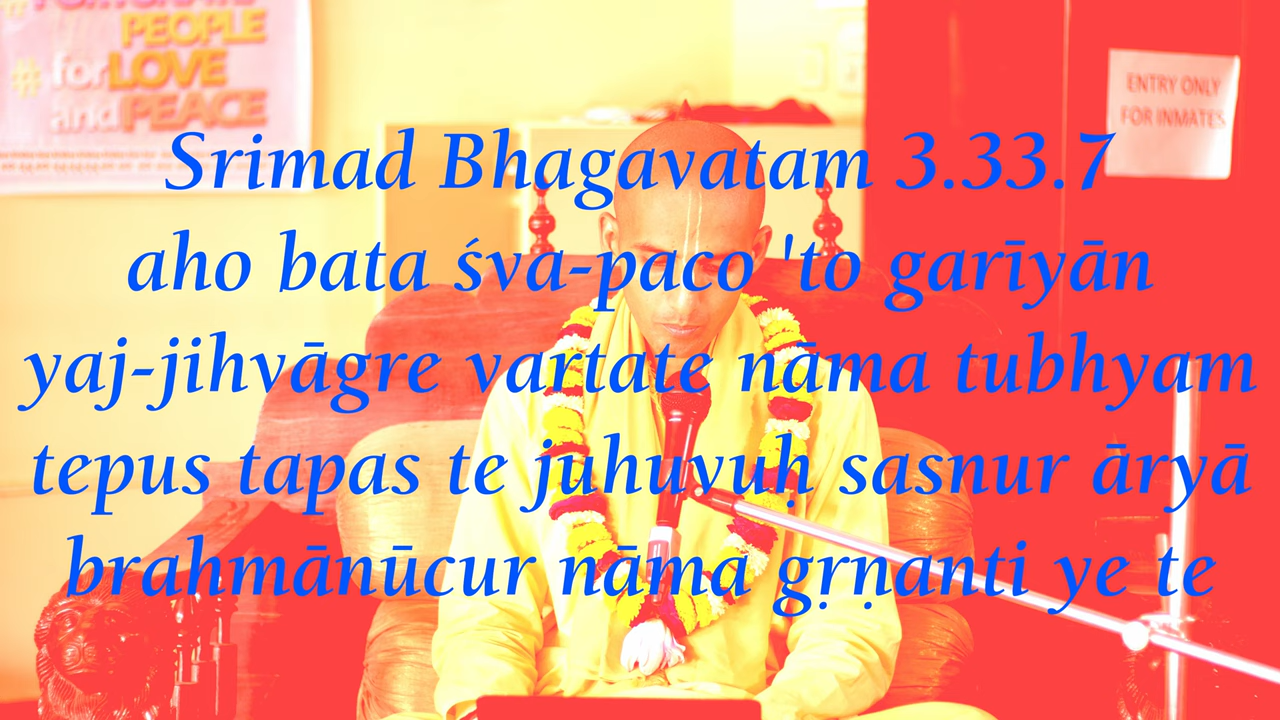 PEOPLE
# for LOVE
and PEACE
ENTRY ONLY
FOR INMATES
Srimad Bhagavatam 3.33.7
aho bata śva-paco 'to garīyān
yaj-jihvāgre vartate nāma tubhyam
tepus tapas te juhuvuḥ sasnur āryā
brahmānūcur nāma gṛṇanti ye te